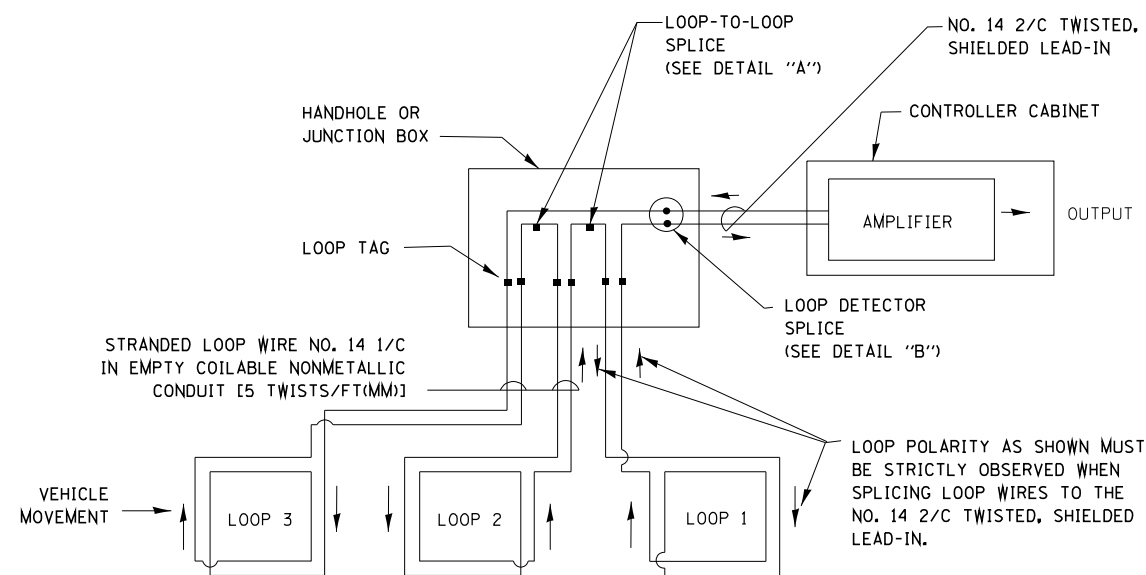 LOOP-TO-LOOP
SPLICE
(SEE DETAIL "A")
NO. 14 2/C TWISTED,
SHIELDED LEAD-IN
HANDHOLE OR
JUNCTION BOX
CONTROLLER CABINET
AMPLIFIER
OUTPUT
LOOP TAG
LOOP DETECTOR
SPLICE
(SEE DETAIL "B")
STRANDED LOOP WIRE NO. 14 1/C
IN EMPTY COILABLE NONMETALLIC
CONDUIT [5 TWISTS/FT(MM)]
LOOP POLARITY AS SHOWN MUST
BE STRICTLY OBSERVED WHEN
SPLICING LOOP WIRES TO THE
NO. 14 2/C TWISTED, SHIELDED
LEAD-IN.
VEHICLE
MOVEMENT
LOOP 3
LOOP 2
LOOP 1